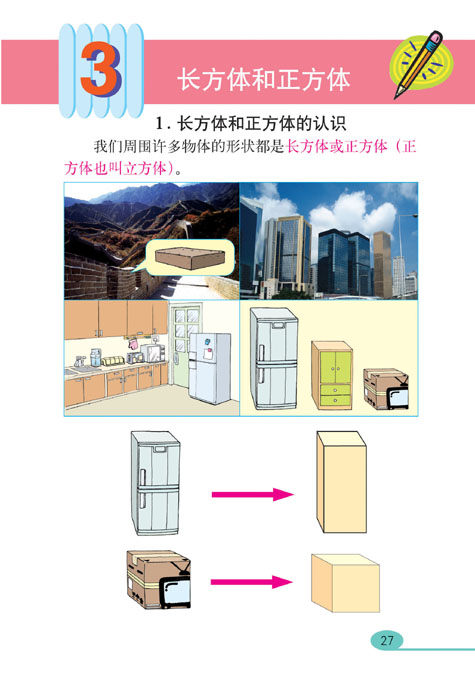 3
长方体和正方体
1. 长方体和正方体的认识
我们周围许多物体的形状都是长方体或正方体（正
方体也叫立方体）。
27